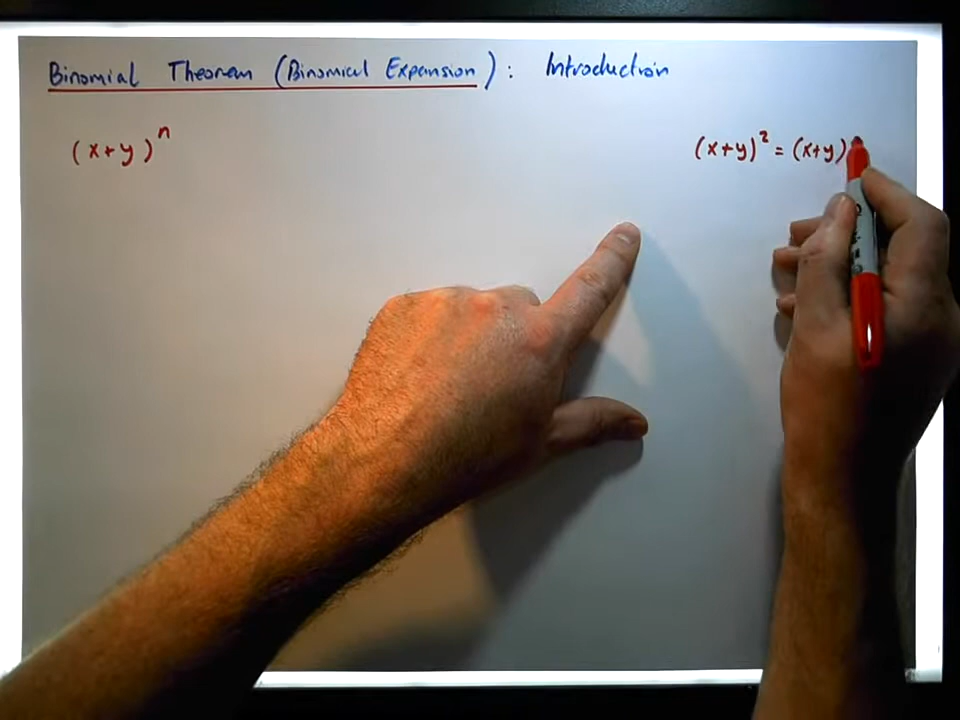 Binomial Theorem (Binomial Expansion) : Introduction
(x+y)^n
(x+y)^2 = (x+y)